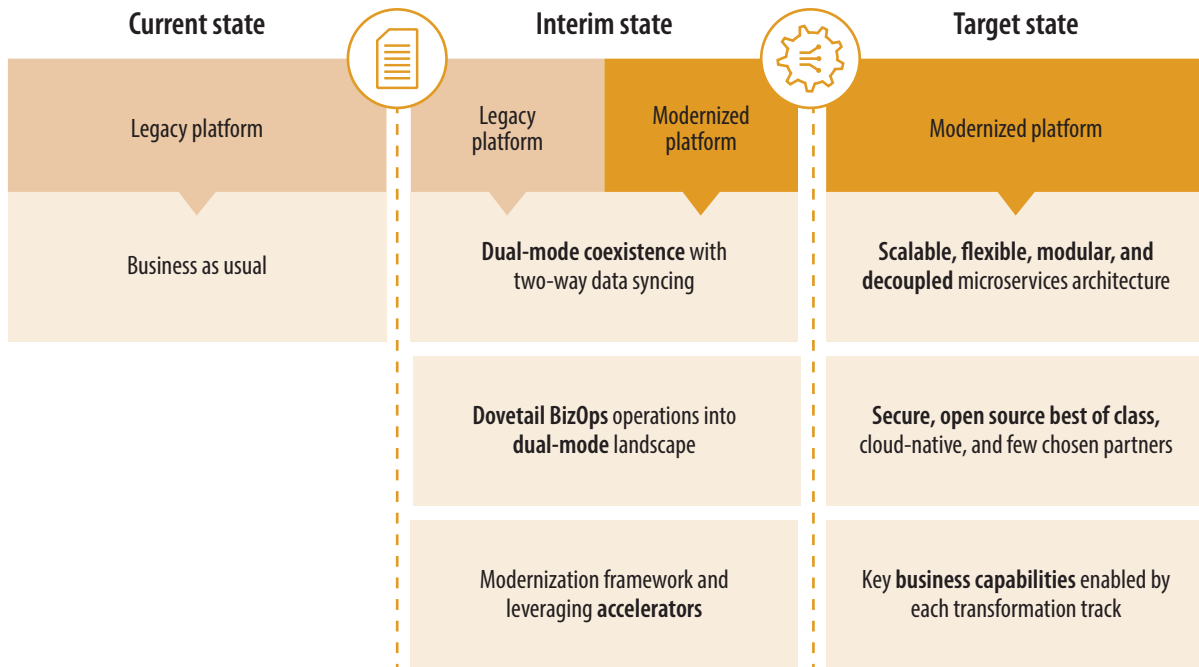 Current state
Interim state
Target state
Legacy platform
Legacy
platform
Modernized
platform
Modernized platform
Business as usual
Dual-mode coexistence with
two-way data syncing
Scalable, flexible, modular, and
decoupled microservices architecture
Dovetail BizOps operations into
dual-mode landscape
Secure, open source best of class,
cloud-native, and few chosen partners
Modernization framework and
leveraging accelerators
Key business capabilities enabled by
each transformation track